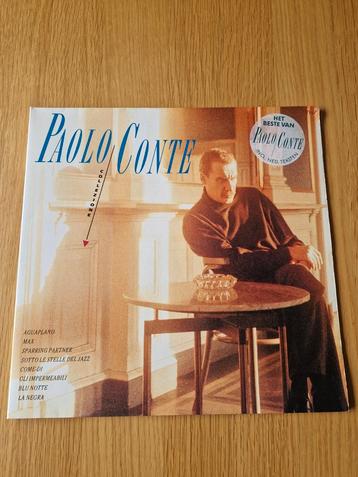 PAOLO CONTE
COLLEZIONE
HET
BESTE VAN
PAOLO CONTE
INCL. NED. TEKSTEN
AGUAPLANO
MAX
SPARRING PARTNER
SOTTO LE STELLE DEL JAZZ
COME-DI
GLI IMPERMEABILI
BLU NOTTE
LA NEGRA